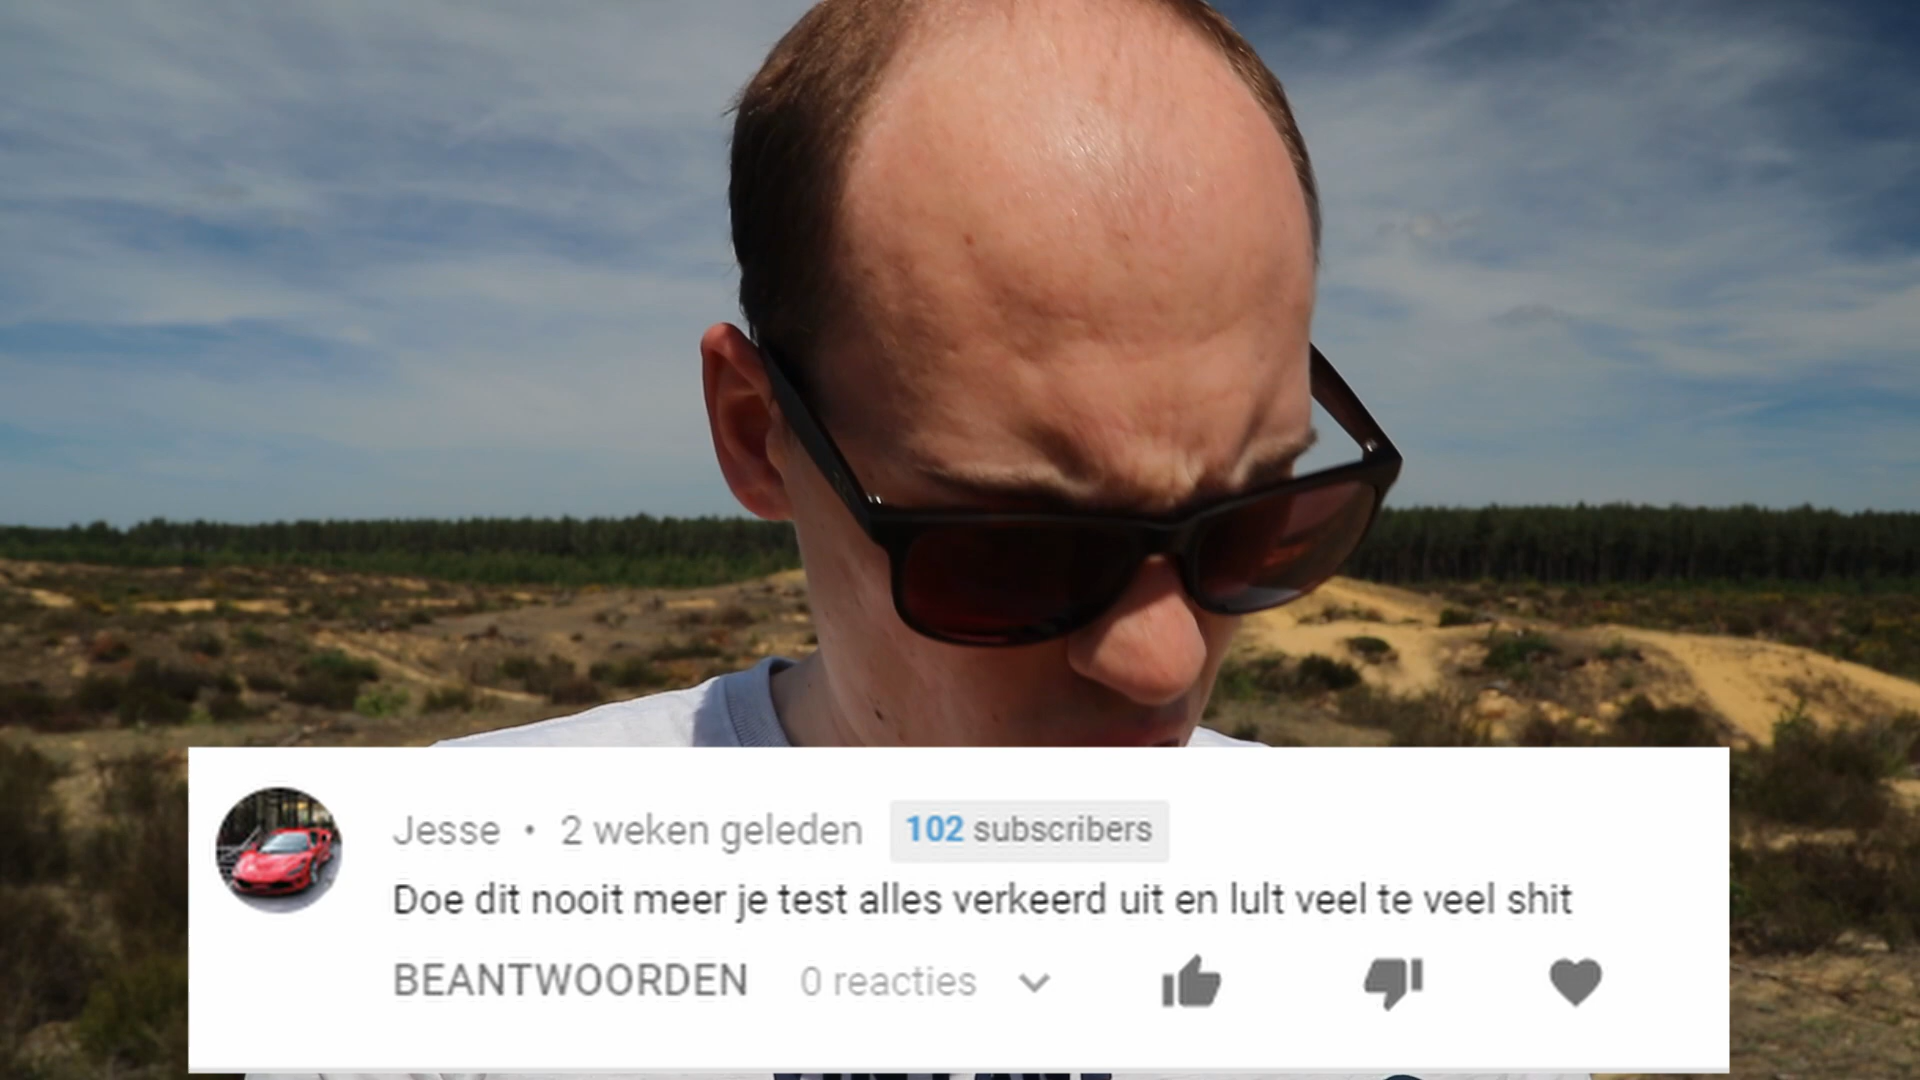 Jesse • 2 weken geleden 102 subscribers
Doe dit nooit meer je test alles verkeerd uit en lult veel te veel shit
BEANTWOORDEN 0 reacties